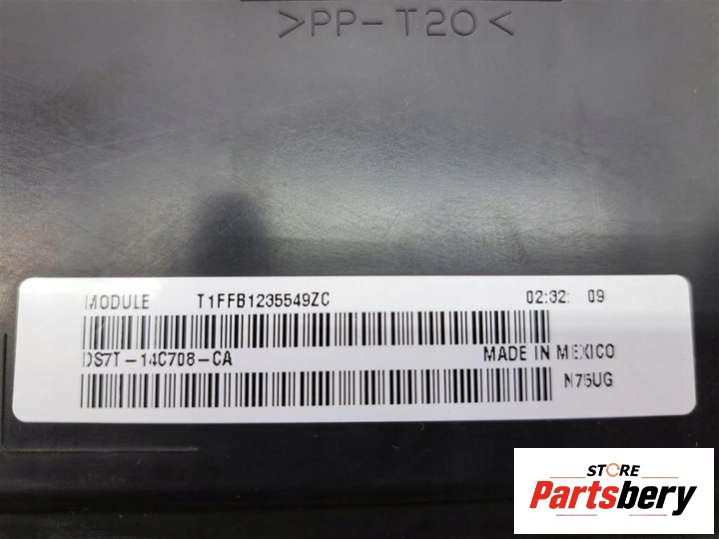 >PP-T20<
MODULE T1FFB1235549ZC 02:32: 09
DS7T-14C708-CA MADE IN MEXICO
N75UG
STORE
Partsbery